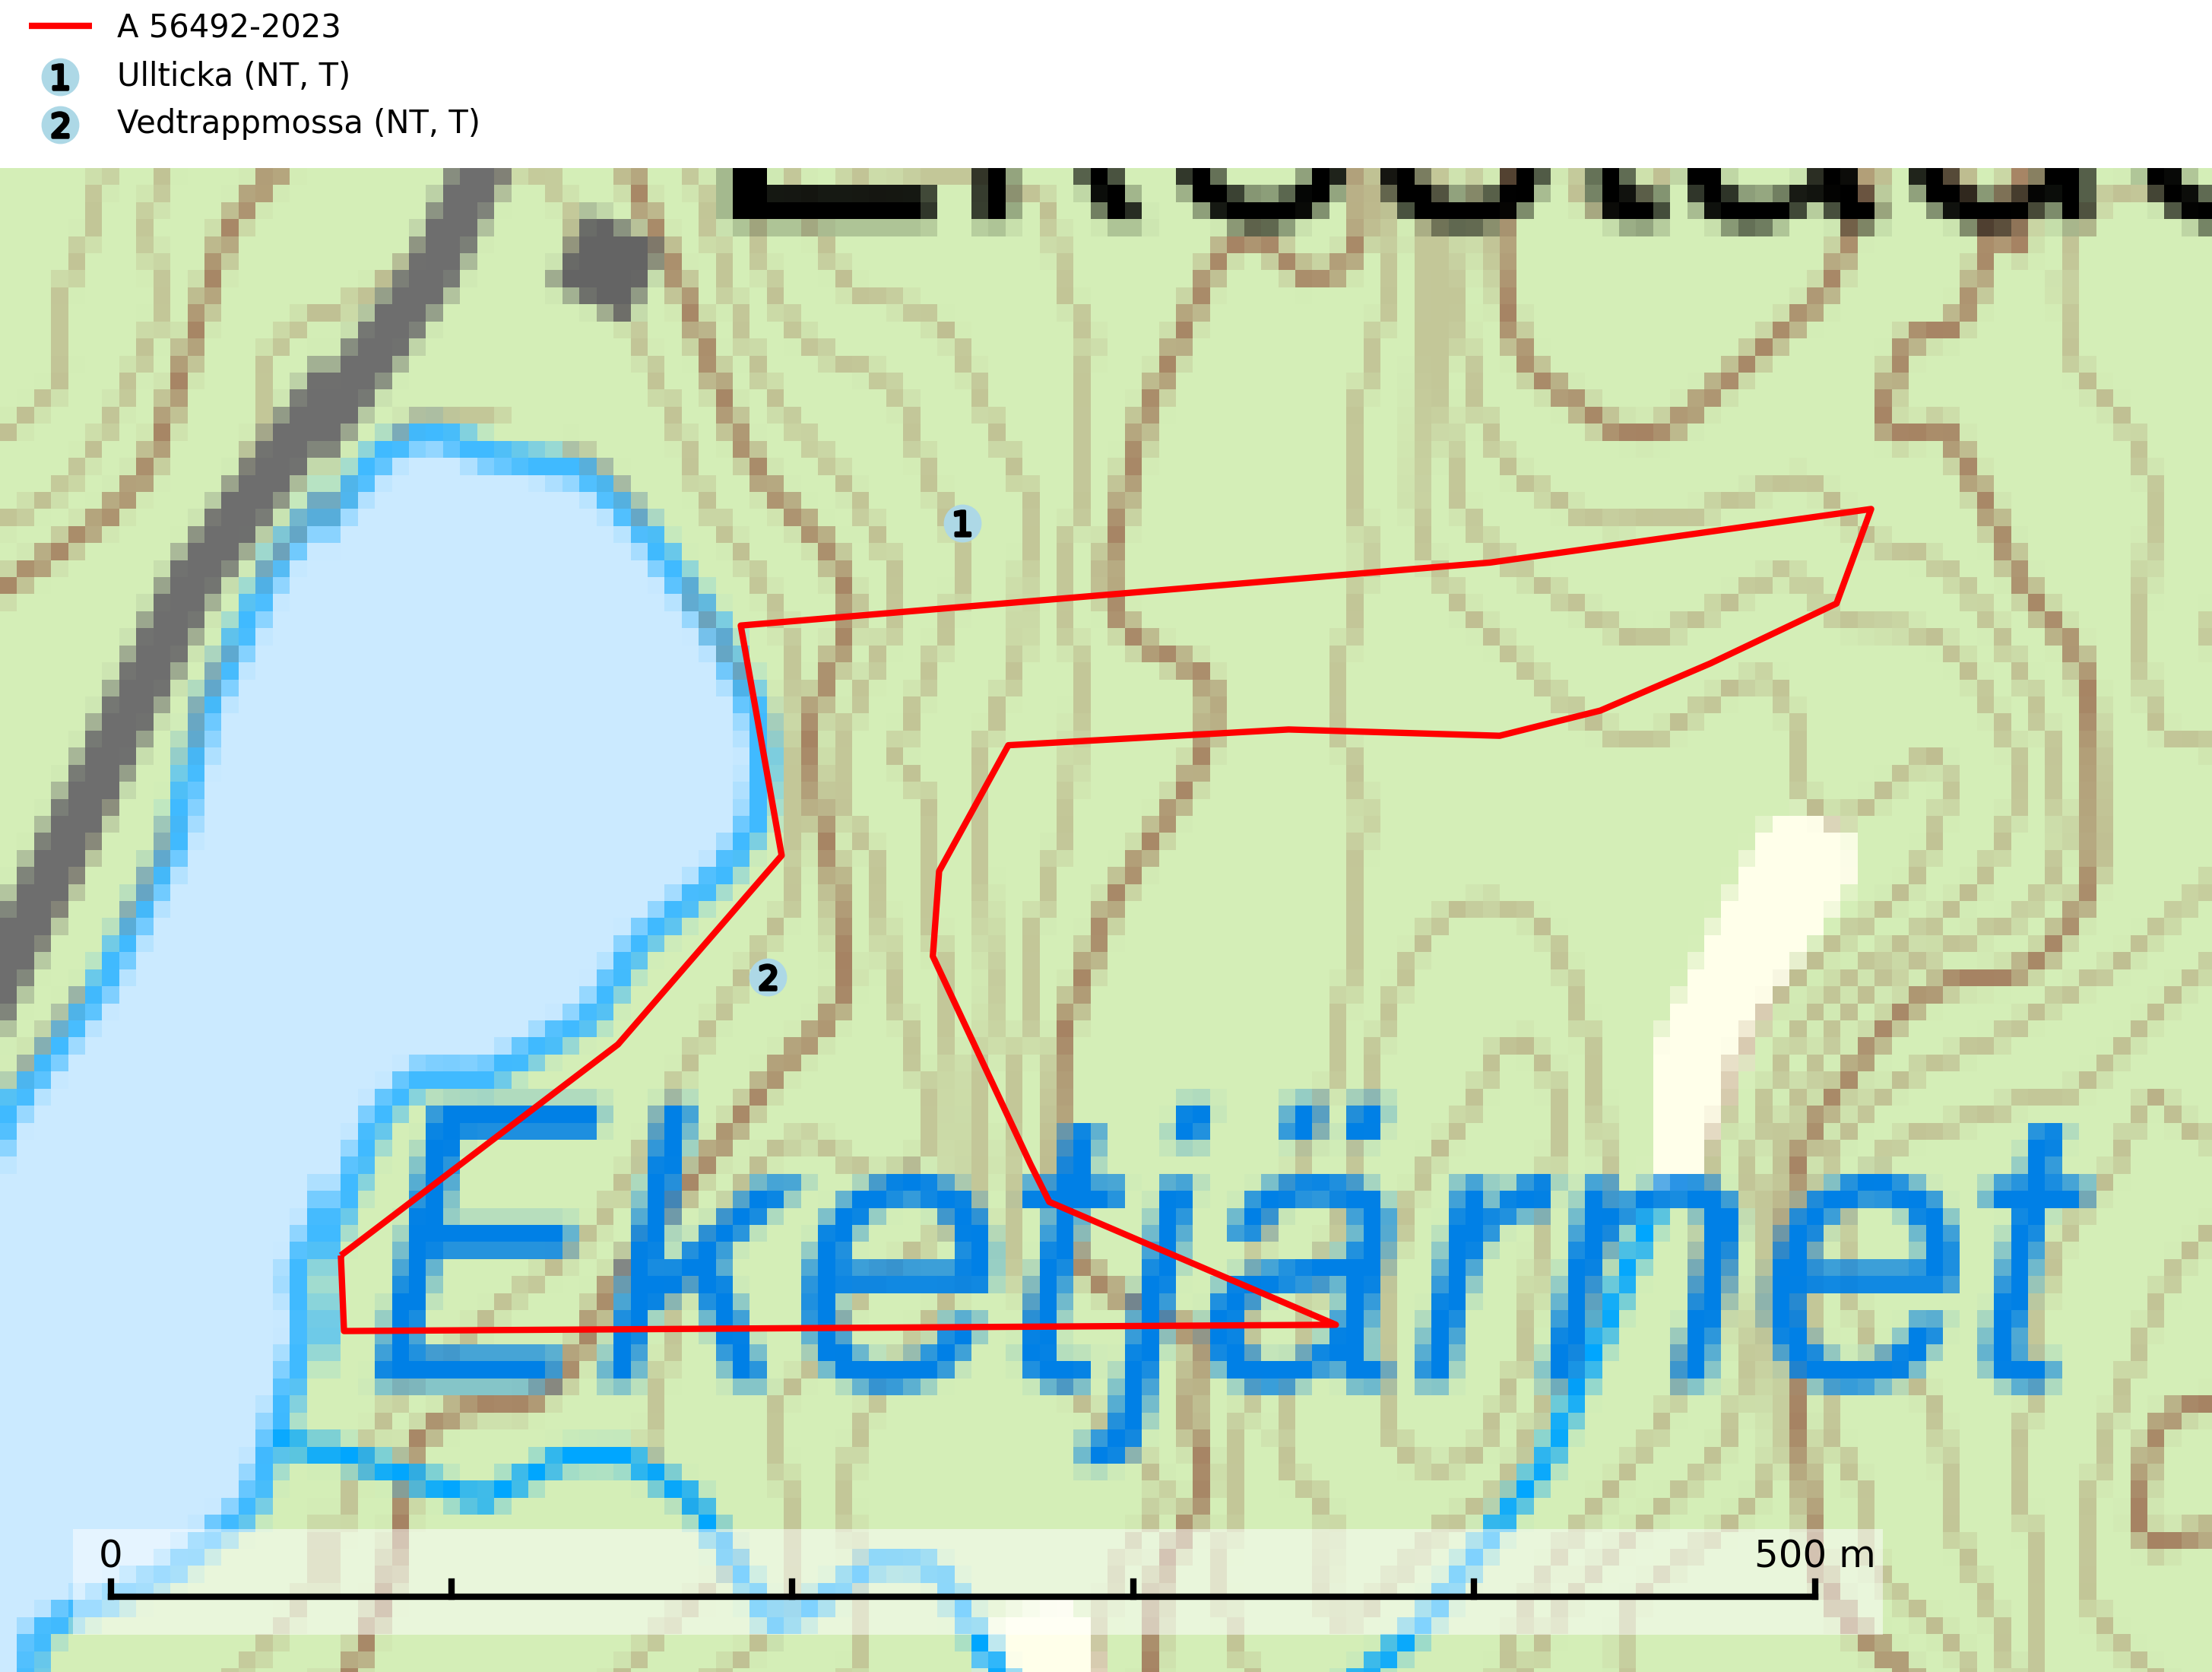 A 56492-2023
1 Ullticka (NT, T)
2 Vedtrappmossa (NT, T)
1
2
Eketjärnet
0 500 m